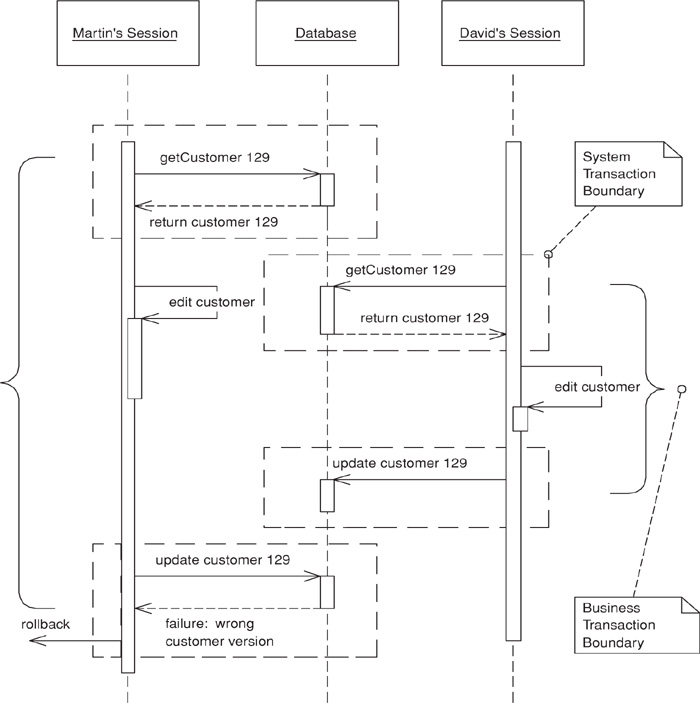 Martin's Session
Database
David's Session
getCustomer 129
return customer 129
System
Transaction
Boundary
getCustomer 129
edit customer
return customer 129
edit customer
update customer 129
update customer 129
rollback
failure: wrong
customer version
Business
Transaction
Boundary